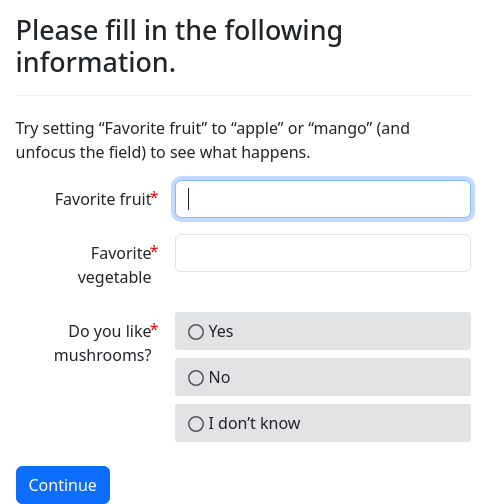 Please fill in the following
information.
Try setting “Favorite fruit” to “apple” or “mango” (and
unfocus the field) to see what happens.
Favorite fruit*
Favorite*
vegetable
Do you like*
mushrooms?
Yes
No
I don’t know
Continue